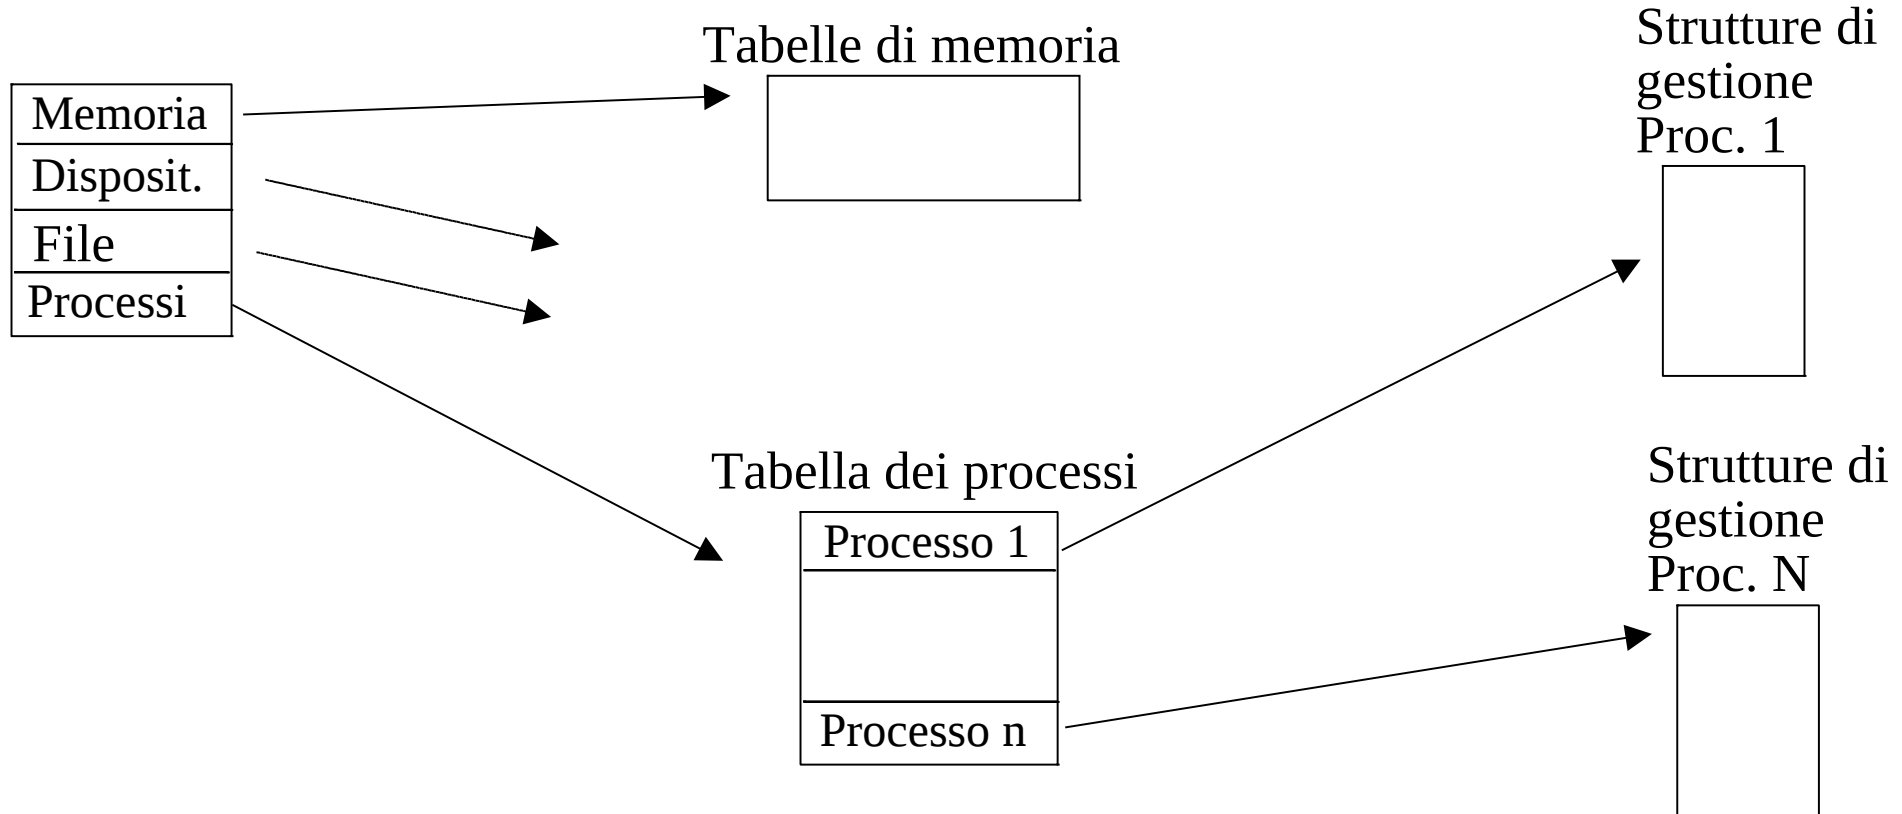 Memoria
Disposit.
File
Processi
Tabelle di memoria
Tabella dei processi
Processo 1
Processo n
Strutture di
gestione
Proc. 1
Strutture di
gestione
Proc. N